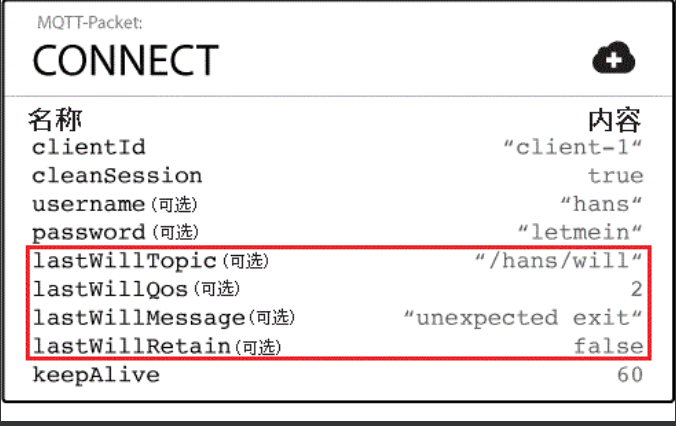 MQTT-Packet:
CONNECT
名称 内容
clientId “client-1“
cleanSession true
username(可选) “hans“
password(可选) “letmein“
lastWillTopic(可选) “/hans/will“
lastWillQos(可选) 2
lastWillMessage(可选) “unexpected exit“
lastWillRetain(可选) false
keepAlive 60